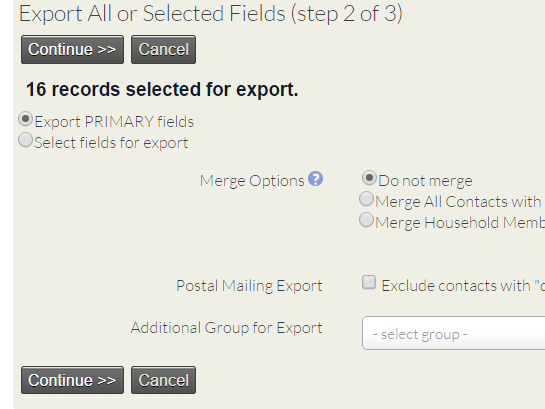 Export All or Selected Fields (step 2 of 3)
Continue >> Cancel
16 records selected for export.
Export PRIMARY fields
Select fields for export
Merge Options ? Do not merge
Merge All Contacts with
Merge Household Memb
Postal Mailing Export Exclude contacts with "
Additional Group for Export - select group -
Continue >> Cancel